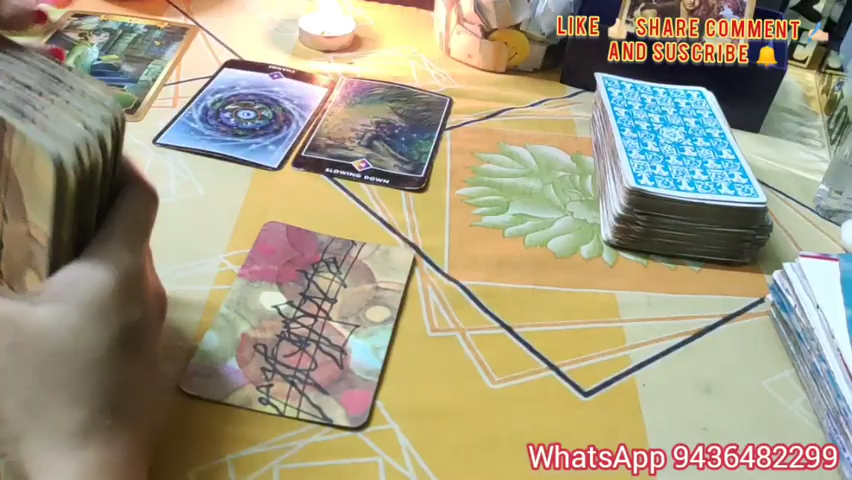 LIKE 👍🏻 SHARE COMMENT ✍🏻
AND SUSCRIBE 🔔
SLOWING DOWN
WhatsApp 9436482299